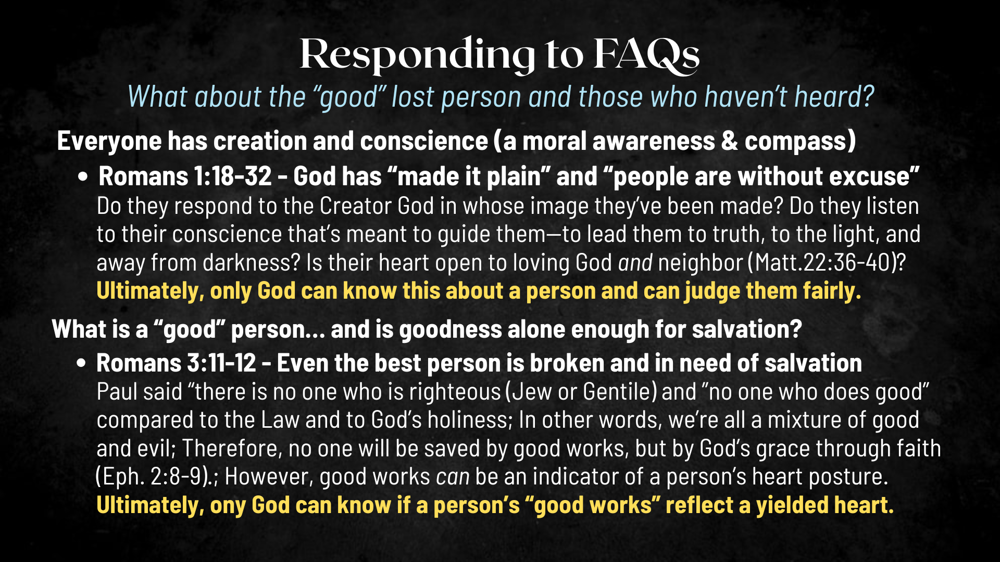 Responding to FAQs
What about the “good” lost person and those who haven’t heard?
Everyone has creation and conscience (a moral awareness & compass)
• Romans 1:18-32 - God has “made it plain” and “people are without excuse”
Do they respond to the Creator God in whose image they’ve been made? Do they listen
to their conscience that’s meant to guide them—to lead them to truth, to the light, and
away from darkness? Is their heart open to loving God and neighbor (Matt.22:36-40)?
Ultimately, only God can know this about a person and can judge them fairly.
What is a “good” person... and is goodness alone enough for salvation?
• Romans 3:11-12 - Even the best person is broken and in need of salvation
Paul said “there is no one who is righteous (Jew or Gentile) and ”no one who does good”
compared to the Law and to God’s holiness; In other words, we’re all a mixture of good
and evil; Therefore, no one will be saved by good works, but by God’s grace through faith
(Eph. 2:8-9).; However, good works can be an indicator of a person’s heart posture.
Ultimately, ony God can know if a person’s “good works” reflect a yielded heart.